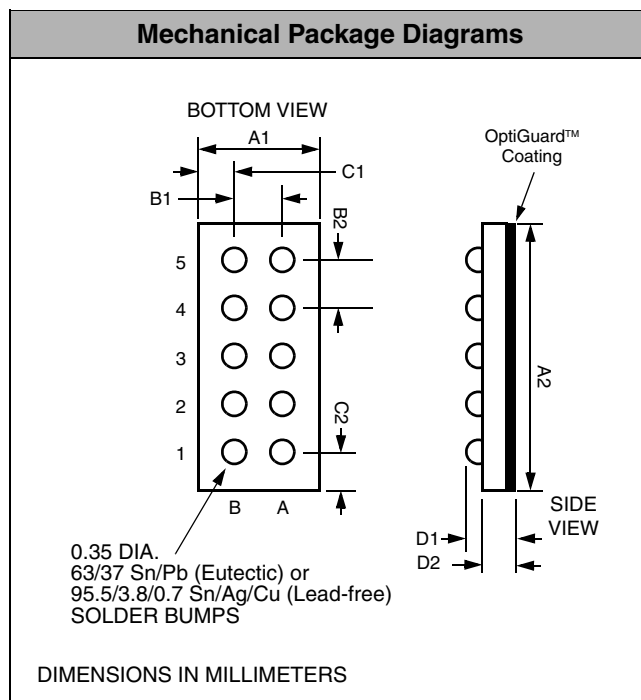 Mechanical Package Diagrams
BOTTOM VIEW
A1
C1
B1
B2
5
4
3
2
1
C2
B A
OptiGuard™
Coating
A2
SIDE
VIEW
D1
D2
0.35 DIA.
63/37 Sn/Pb (Eutectic) or
95.5/3.8/0.7 Sn/Ag/Cu (Lead-free)
SOLDER BUMPS
DIMENSIONS IN MILLIMETERS